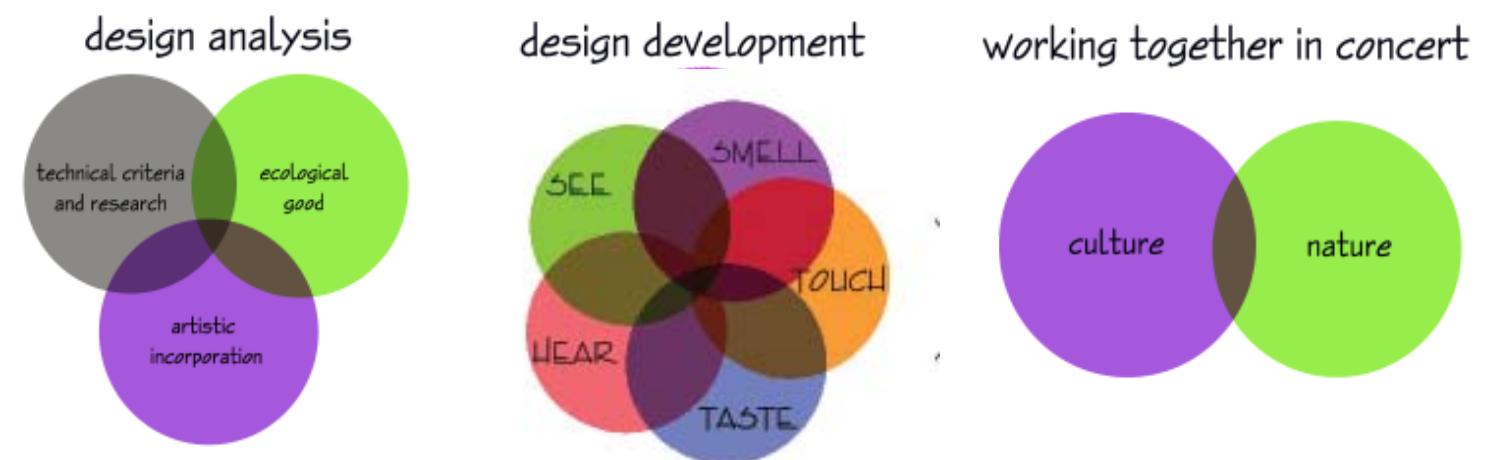 design analysis
technical criteria
and research
ecological
good
artistic
incorporation
design development
SMELL
SEE
TOUCH
HEAR
TASTE
working together in concert
culture
nature